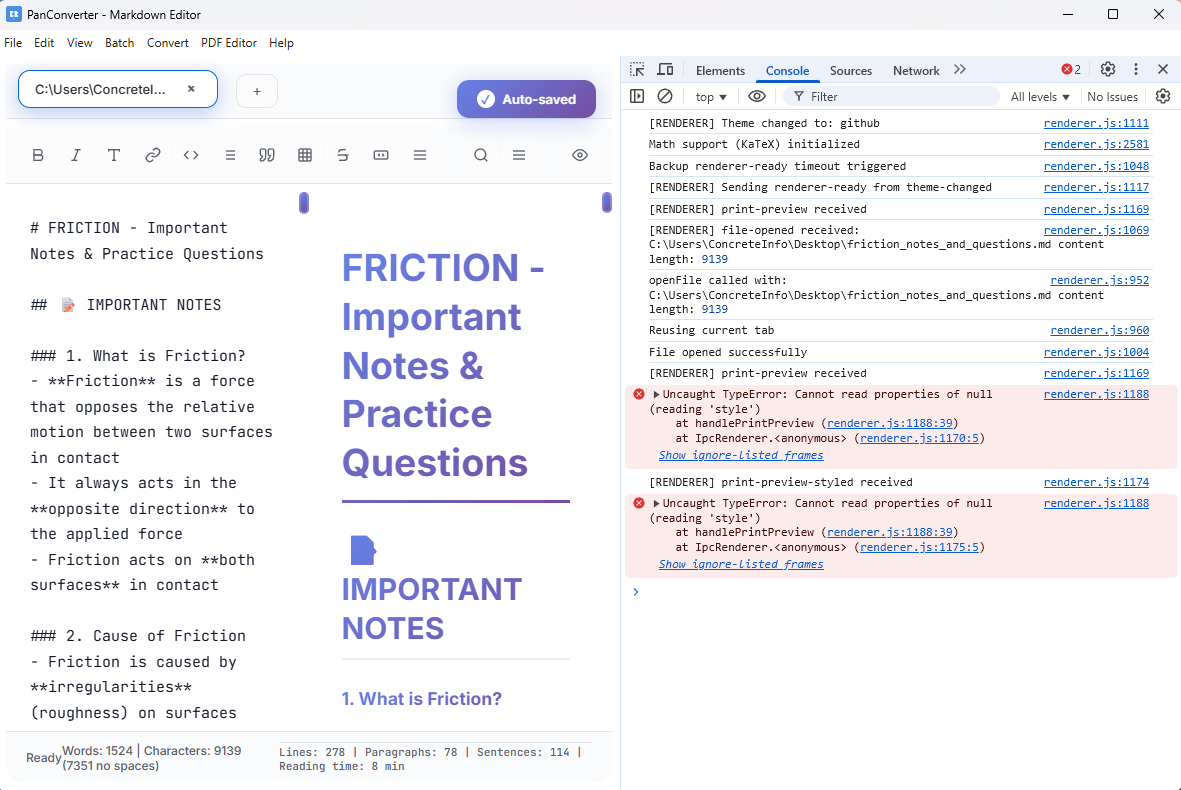 PanConverter - Markdown Editor
File Edit View Batch Convert PDF Editor Help
C:\Users\ConcreteI... ×
+
Auto-saved
# FRICTION - Important
Notes & Practice Questions
## 📝 IMPORTANT NOTES
### 1. What is Friction?
- **Friction** is a force
that opposes the relative
motion between two surfaces
in contact
- It always acts in the
**opposite direction** to
the applied force
- Friction acts on **both
surfaces** in contact
### 2. Cause of Friction
- Friction is caused by
**irregularities**
(roughness) on surfaces
FRICTION -
Important
Notes &
Practice
Questions
IMPORTANT
NOTES
1. What is Friction?
Ready
Words: 1524 | Characters: 9139
(7351 no spaces)
Lines: 278 | Paragraphs: 78 | Sentences: 114 |
Reading time: 8 min
Elements Console Sources Network 2
top Filter All levels No Issues
[RENDERER] Theme changed to: github renderer.js:1111
Math support (KaTeX) initialized renderer.js:2581
Backup renderer-ready timeout triggered renderer.js:1048
[RENDERER] Sending renderer-ready from theme-changed renderer.js:1117
[RENDERER] print-preview received renderer.js:1169
[RENDERER] file-opened received: renderer.js:1069
C:\Users\ConcreteInfo\Desktop\friction_notes_and_questions.md content
length: 9139
openFile called with: renderer.js:952
C:\Users\ConcreteInfo\Desktop\friction_notes_and_questions.md content
length: 9139
Reusing current tab renderer.js:960
File opened successfully renderer.js:1004
[RENDERER] print-preview received renderer.js:1169
Uncaught TypeError: Cannot read properties of null renderer.js:1188
(reading 'style')
at handlePrintPreview (renderer.js:1188:39)
at IpcRenderer.<anonymous> (renderer.js:1170:5)
Show ignore-listed frames
[RENDERER] print-preview-styled received renderer.js:1174
Uncaught TypeError: Cannot read properties of null renderer.js:1188
(reading 'style')
at handlePrintPreview (renderer.js:1188:39)
at IpcRenderer.<anonymous> (renderer.js:1175:5)
Show ignore-listed frames